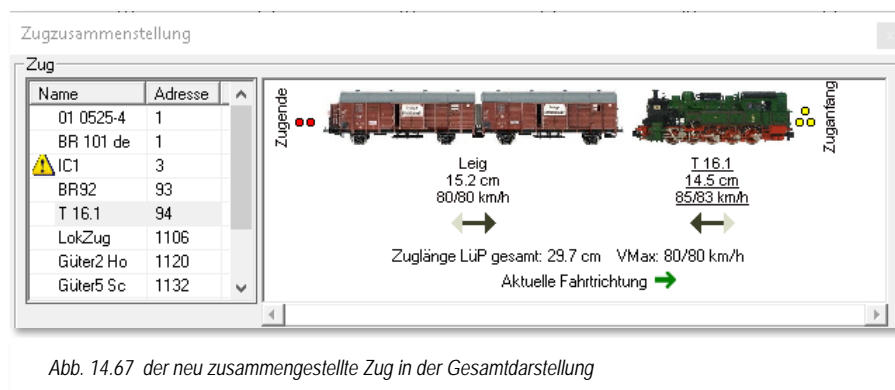 Zugzusammenstellung
Zug
Name Adresse
01 0525-4 1
BR 101 de 1
IC1 3
BR92 93
T 16.1 94
LokZug 1106
Güter2 Ho 1120
Güter5 Sc 1132
Zugende
Zuganfang
Leig T 16.1
15.2 cm 14.5 cm
80/80 km/h 85/83 km/h
Zuglänge LüP gesamt: 29.7 cm VMax: 80/80 km/h
Aktuelle Fahrtrichtung
Abb. 14.67 der neu zusammengestellte Zug in der Gesamtdarstellung